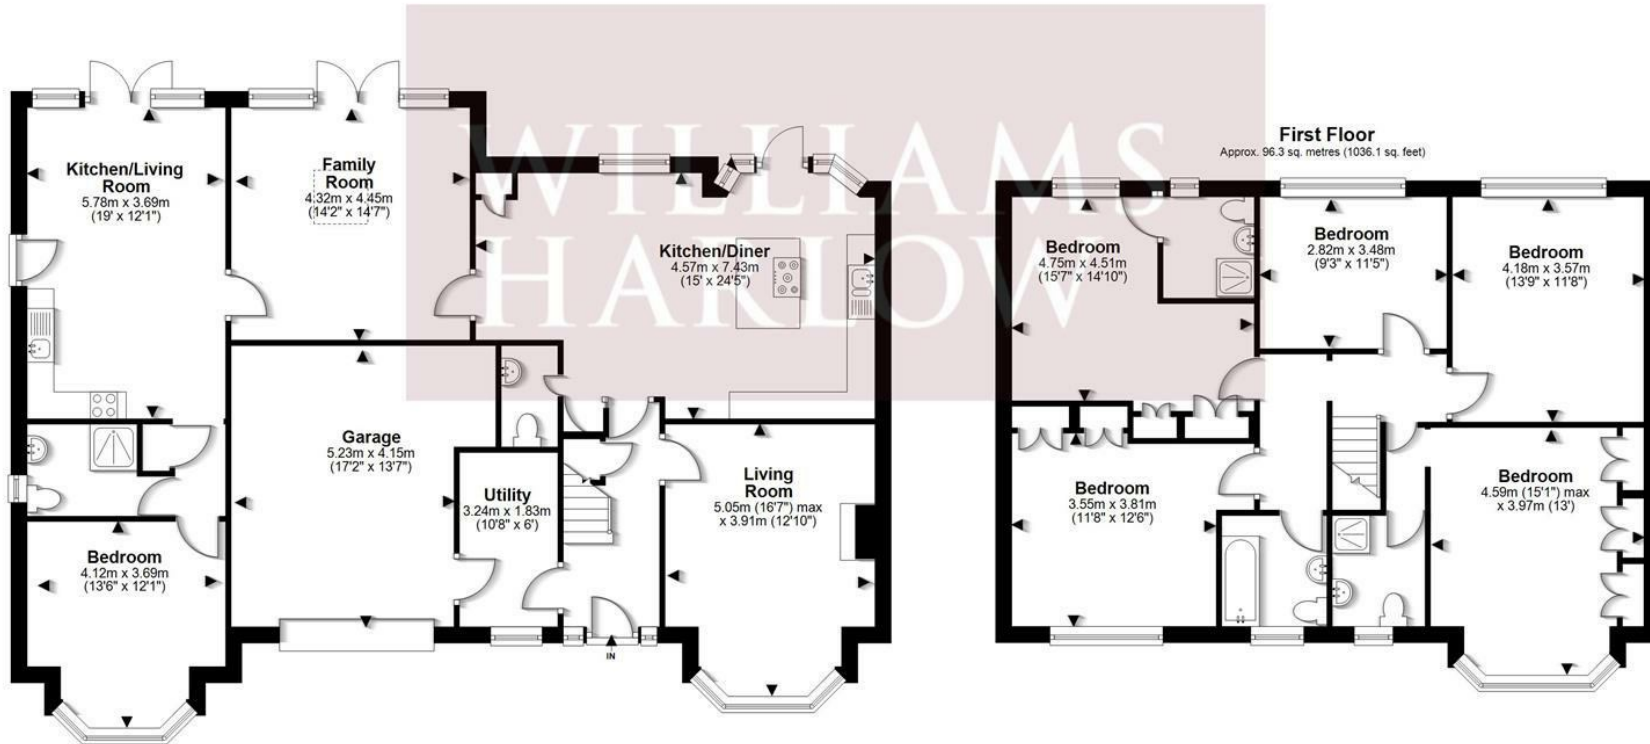 WILLIAMS
HARLOW
Kitchen/Living
Room
5.78m x 3.69m
(19' x 12'1")
Family
Room
4.32m x 4.45m
(14'2" x 14'7")
Kitchen/Diner
4.57m x 7.43m
(15' x 24'5")
Garage
5.23m x 4.15m
(17'2" x 13'7")
Utility
3.24m x 1.83m
(10'8" x 6')
Living
Room
5.05m (16'7") max
x 3.91m (12'10")
Bedroom
4.12m x 3.69m
(13'6" x 12'1")
IN
First Floor
Approx. 96.3 sq. metres (1036.1 sq. feet)
Bedroom
4.75m x 4.51m
(15'7" x 14'10")
Bedroom
2.82m x 3.48m
(9'3" x 11'5")
Bedroom
4.18m x 3.57m
(13'9" x 11'8")
Bedroom
3.55m x 3.81m
(11'8" x 12'6")
Bedroom
4.59m (15'1") max
x 3.97m (13')